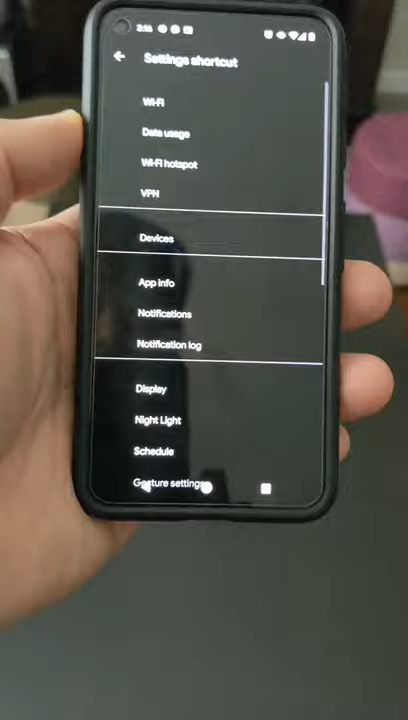 Settings shortcut
Wi-Fi
Data usage
Wi-Fi hotspot
VPN
Devices
App info
Notifications
Notification log
Display
Night Light
Schedule
Gesture settings